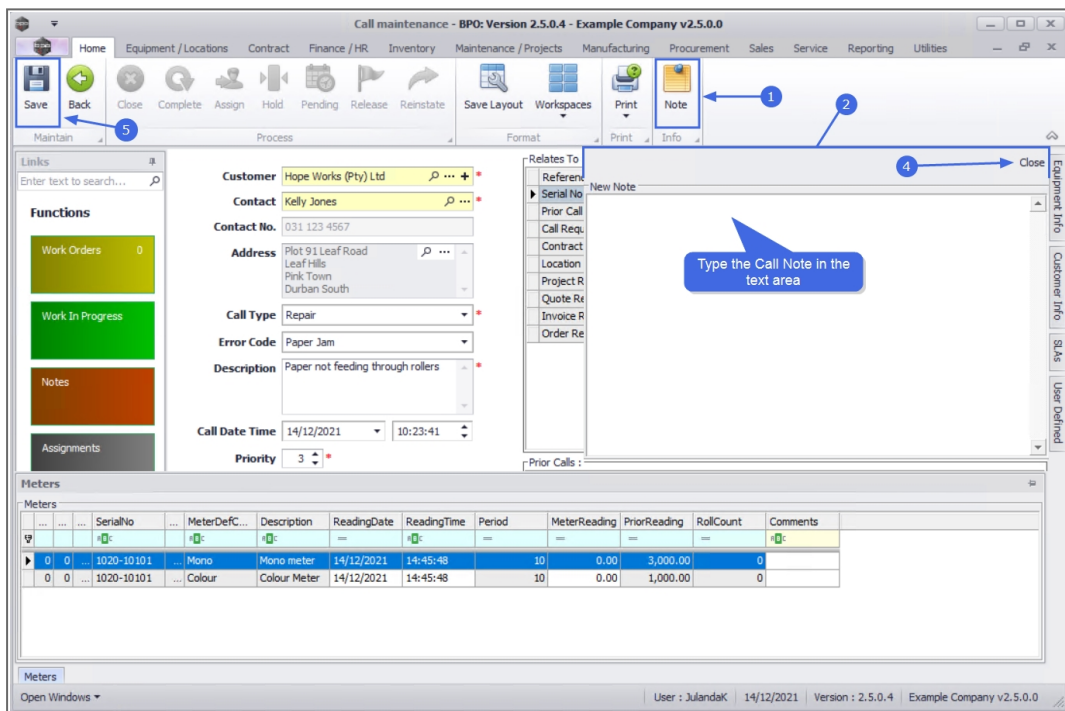 Call maintenance - BPO: Version 2.5.0.4 - Example Company v2.5.0.0
Home Equipment / Locations Contract Finance / HR Inventory Maintenance / Projects Manufacturing Procurement Sales Service Reporting Utilities
Save Back Close Complete Assign Hold Pending Release Reinstate Save Layout Workspaces Print Note
1
2
5
Maintain Process Format Print Info
Links
Enter text to search...
Functions
Work Orders 0
Work In Progress
Notes
Assignments
Customer Hope Works (Pty) Ltd *
Contact Kelly Jones *
Contact No. 031 123 4567
Address Plot 91 Leaf Road
Leaf Hills
Pink Town
Durban South
Call Type Repair *
Error Code Paper Jam
Description Paper not feeding through rollers *
Call Date Time 14/12/2021 10:23:41
Priority 3 *
Relates To
Referenc
Serial No
Prior Call
Call Requ
Contract
Location
Project R
Quote Re
Invoice R
Order Re
Prior Calls :
4 Close
New Note
Type the Call Note in the
text area
Equipment Info
Customer Info
SLAs
User Defined
Meters
Meters
... ... ... SerialNo ... MeterDefC... Description ReadingDate ReadingTime Period MeterReading PriorReading RollCount Comments
0 0 ... 1020-10101 ... Mono Mono meter 14/12/2021 14:45:48 10 0.00 3,000.00 0
0 0 ... 1020-10101 ... Colour Colour Meter 14/12/2021 14:45:48 10 0.00 1,000.00 0
Meters
Open Windows User : JulandaK 14/12/2021 Version : 2.5.0.4 Example Company v2.5.0.0